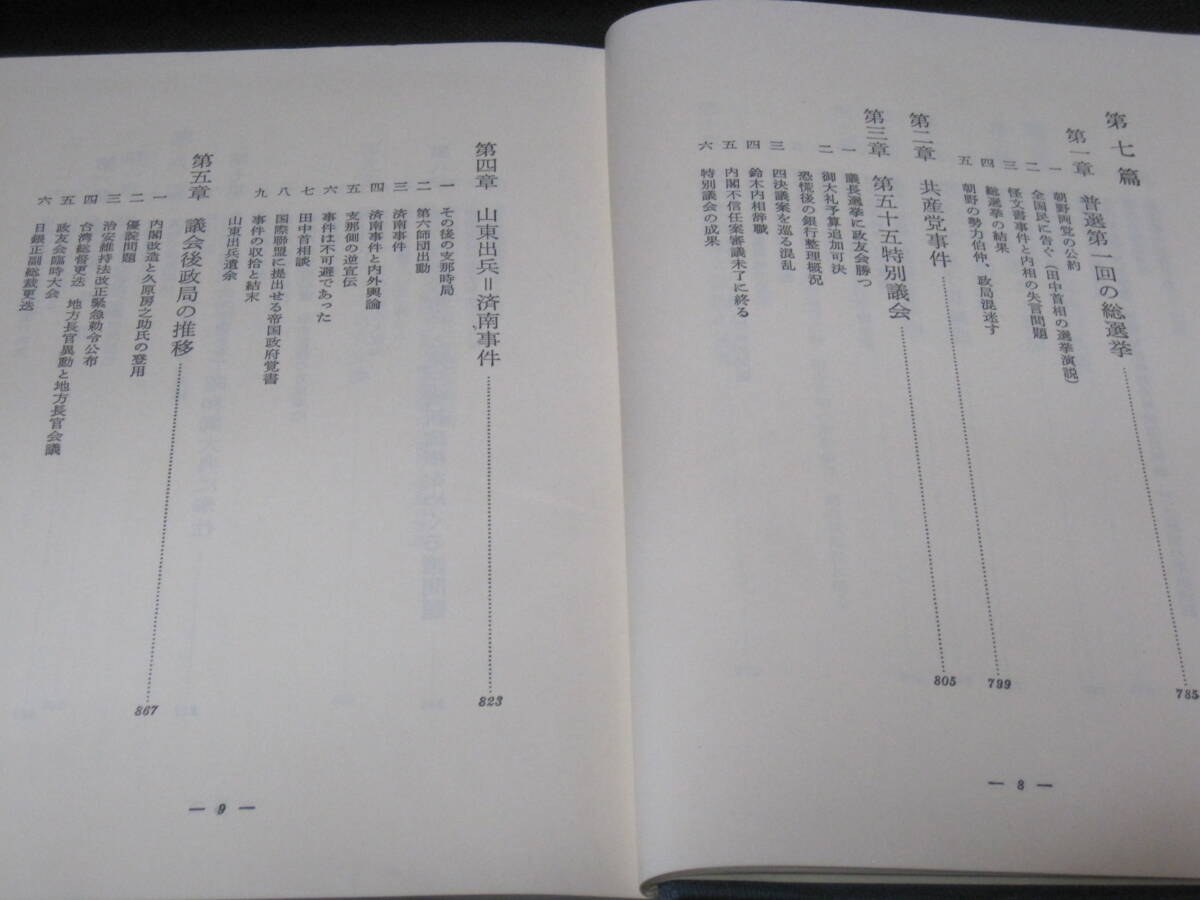 第七篇
第一章　普選第一回の総選挙 785
一　朝野両党の公約
二　全国民に告ぐ（田中首相の選挙演説）
三　怪文書事件と内相の失言問題
四　総選挙の結果
五　朝野の勢力伯仲、政局混迷す
第二章　共産党事件 799
第三章　第五十五特別議会 805
一　議長選挙に政友会勝つ
二　御大礼予算追加可決
恐慌後の銀行整理概況
三　四決議案を巡る混乱
四　鈴木内相辞職
五　内閣不信任案審議未了に終る
六　特別議会の成果
— 8 —
第四章　山東出兵＝済南事件 823
一　その後の支那時局
二　第六師団出動
三　済南事件
四　済南事件と内外輿論
五　支那側の逆宣伝
六　事件は不可避であった
七　田中首相談
八　国際聯盟に提出せる帝国政府覚書
九　事件の収拾と結末
山東出兵遺余
第五章　議会後政局の推移 867
一　内閣改造と久原房之助氏の登用
二　優諚問題
三　治安維持法改正緊急勅令公布
四　台湾総督更迭　地方長官異動と地方長官会議
五　政友会臨時大会
六　日銀正副総裁更迭
— 9 —